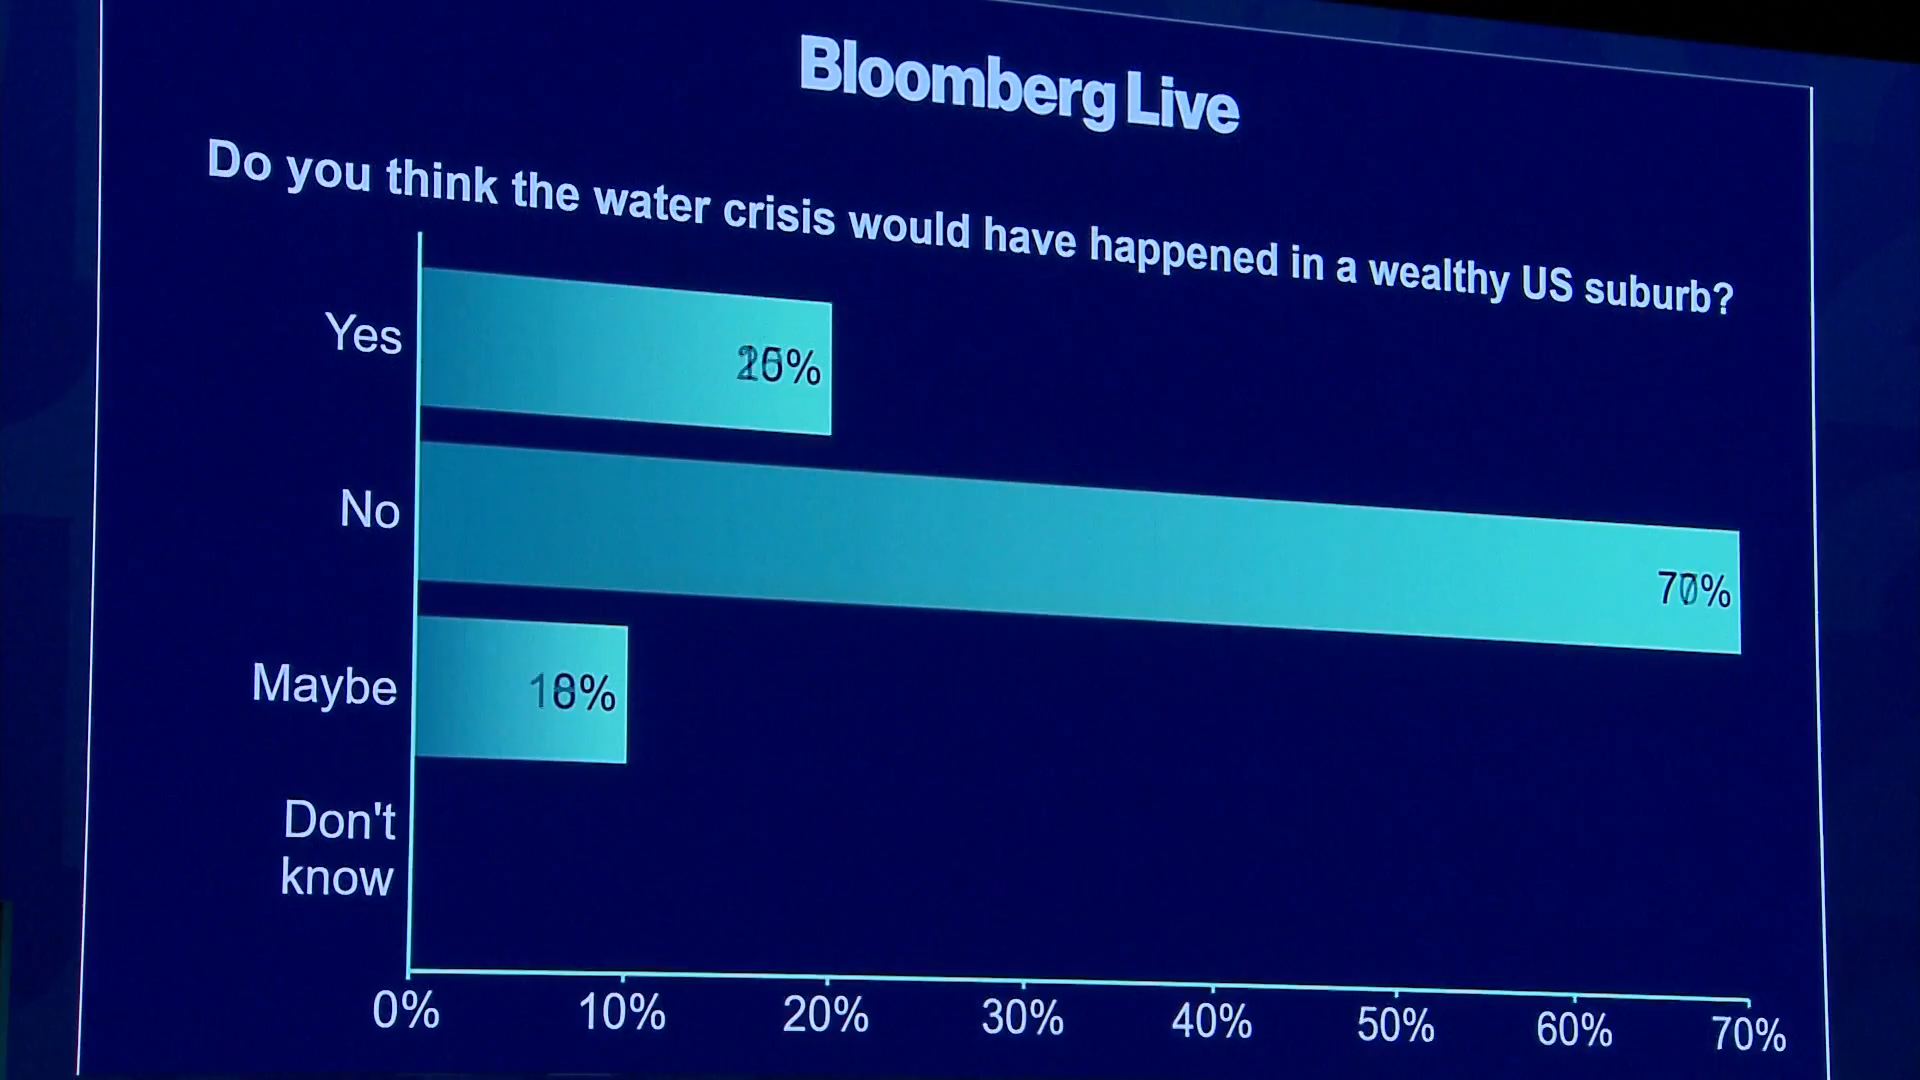 Bloomberg Live
Do you think the water crisis would have happened in a wealthy US suburb?
Yes
No
Maybe
Don't
know
0%
10%
20%
30%
40%
50%
60%
70%